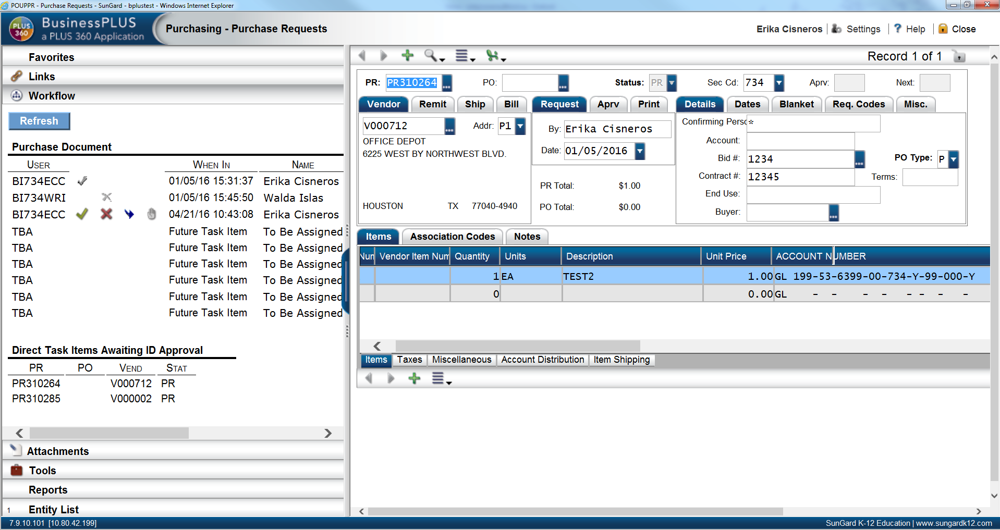 POUPPR - Purchase Requests - SunGard - bplustest - Windows Internet Explorer
PLUS 360
BusinessPLUS
a PLUS 360 Application
Purchasing - Purchase Requests
Erika Cisneros
Settings
? Help
Close
Favorites
Links
Workflow
Refresh
Purchase Document
USER WHEN IN NAME
BI734ECC 01/05/16 15:31:37 Erika Cisneros
BI734WRI 01/05/16 15:45:50 Walda Islas
BI734ECC 04/21/16 10:43:08 Erika Cisneros
TBA Future Task Item To Be Assigned
TBA Future Task Item To Be Assigned
TBA Future Task Item To Be Assigned
TBA Future Task Item To Be Assigned
TBA Future Task Item To Be Assigned
TBA Future Task Item To Be Assigned
Direct Task Items Awaiting ID Approval
PR PO VEND STAT
PR310264 V000712 PR
PR310285 V000002 PR
Attachments
Tools
Reports
1 Entity List
Record 1 of 1
PR: PR310264 ... PO: ... Status: PR Sec Cd: 734 Aprv: Next:
Vendor Remit Ship Bill
V000712 ... Addr: P1
OFFICE DEPOT
6225 WEST BY NORTHWEST BLVD.
HOUSTON TX 77040-4940
Request Aprv Print
By: Erika Cisneros
Date: 01/05/2016
PR Total: $1.00
PO Total: $0.00
Details Dates Blanket Req. Codes Misc.
Confirming Persc *
Account:
Bid #: 1234 ... PO Type: P
Contract #: 12345 Terms:
End Use:
Buyer: ...
Items Association Codes Notes
Num Vendor Item Num Quantity Units Description Unit Price ACCOUNT NUMBER
1 EA TEST2 1.00 GL 199-53-6399-00-734-Y-99-000-Y
0 0.00 GL - - - - - - - -
Items Taxes Miscellaneous Account Distribution Item Shipping
7.9.10.101 [10.80.42.199]
SunGard K-12 Education | www.sungardk12.com